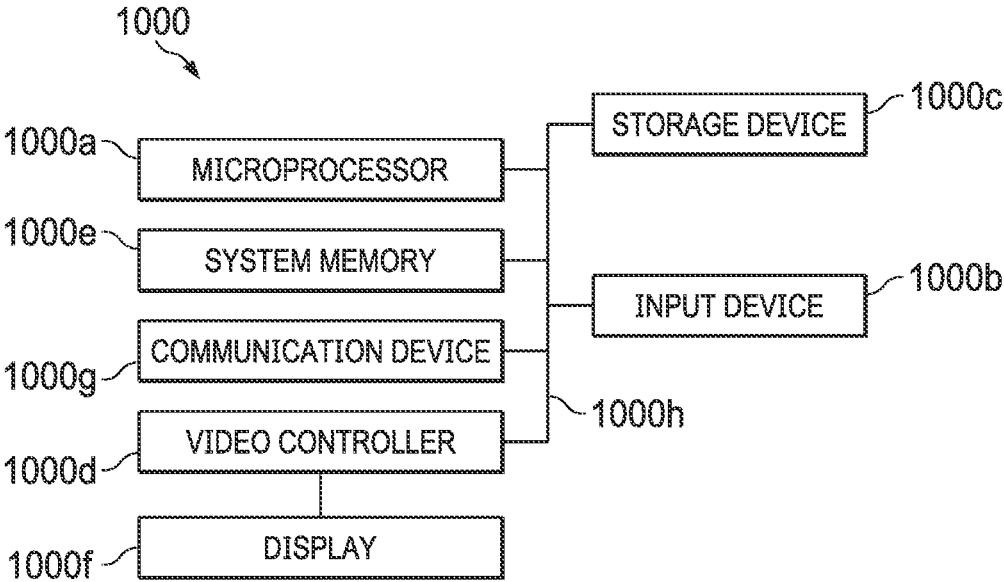 1000
1000c
STORAGE DEVICE
1000a
MICROPROCESSOR
1000e
SYSTEM MEMORY
1000b
INPUT DEVICE
COMMUNICATION DEVICE
1000g
1000h
VIDEO CONTROLLER
1000d
DISPLAY
1000f